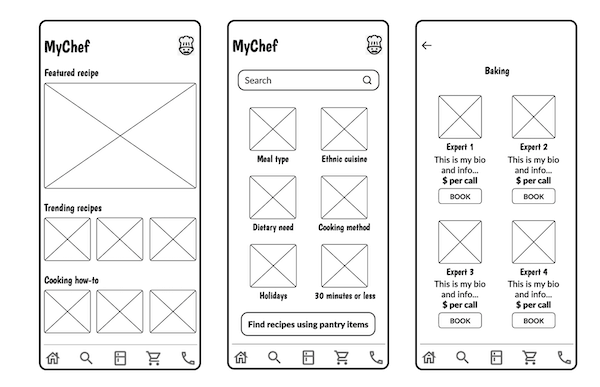 MyChef
Featured recipe
Trending recipes
Cooking how-to
MyChef
Search
Meal type
Ethnic cuisine
Dietary need
Cooking method
Holidays
30 minutes or less
Find recipes using pantry items
Baking
Expert 1
This is my bio
and info...
$ per call
BOOK
Expert 2
This is my bio
and info...
$ per call
BOOK
Expert 3
This is my bio
and info...
$ per call
BOOK
Expert 4
This is my bio
and info...
$ per call
BOOK